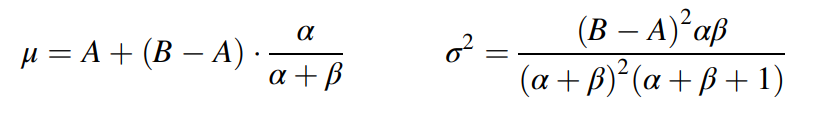 μ = A + (B − A) · α / (α + β)    σ² = (B − A)²αβ / ((α + β)²(α + β + 1))